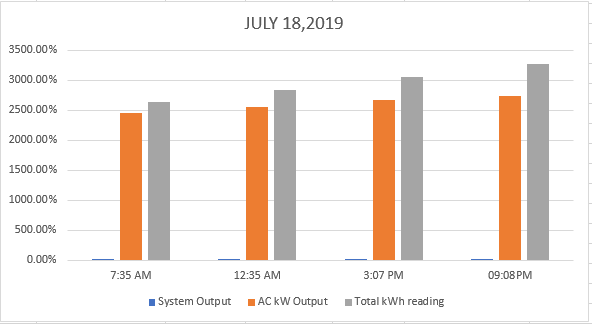 JULY 18,2019
3500.00%
3000.00%
2500.00%
2000.00%
1500.00%
1000.00%
500.00%
0.00%
7:35 AM 12:35 AM 3:07 PM 09:08PM
System Output AC kW Output Total kWh reading